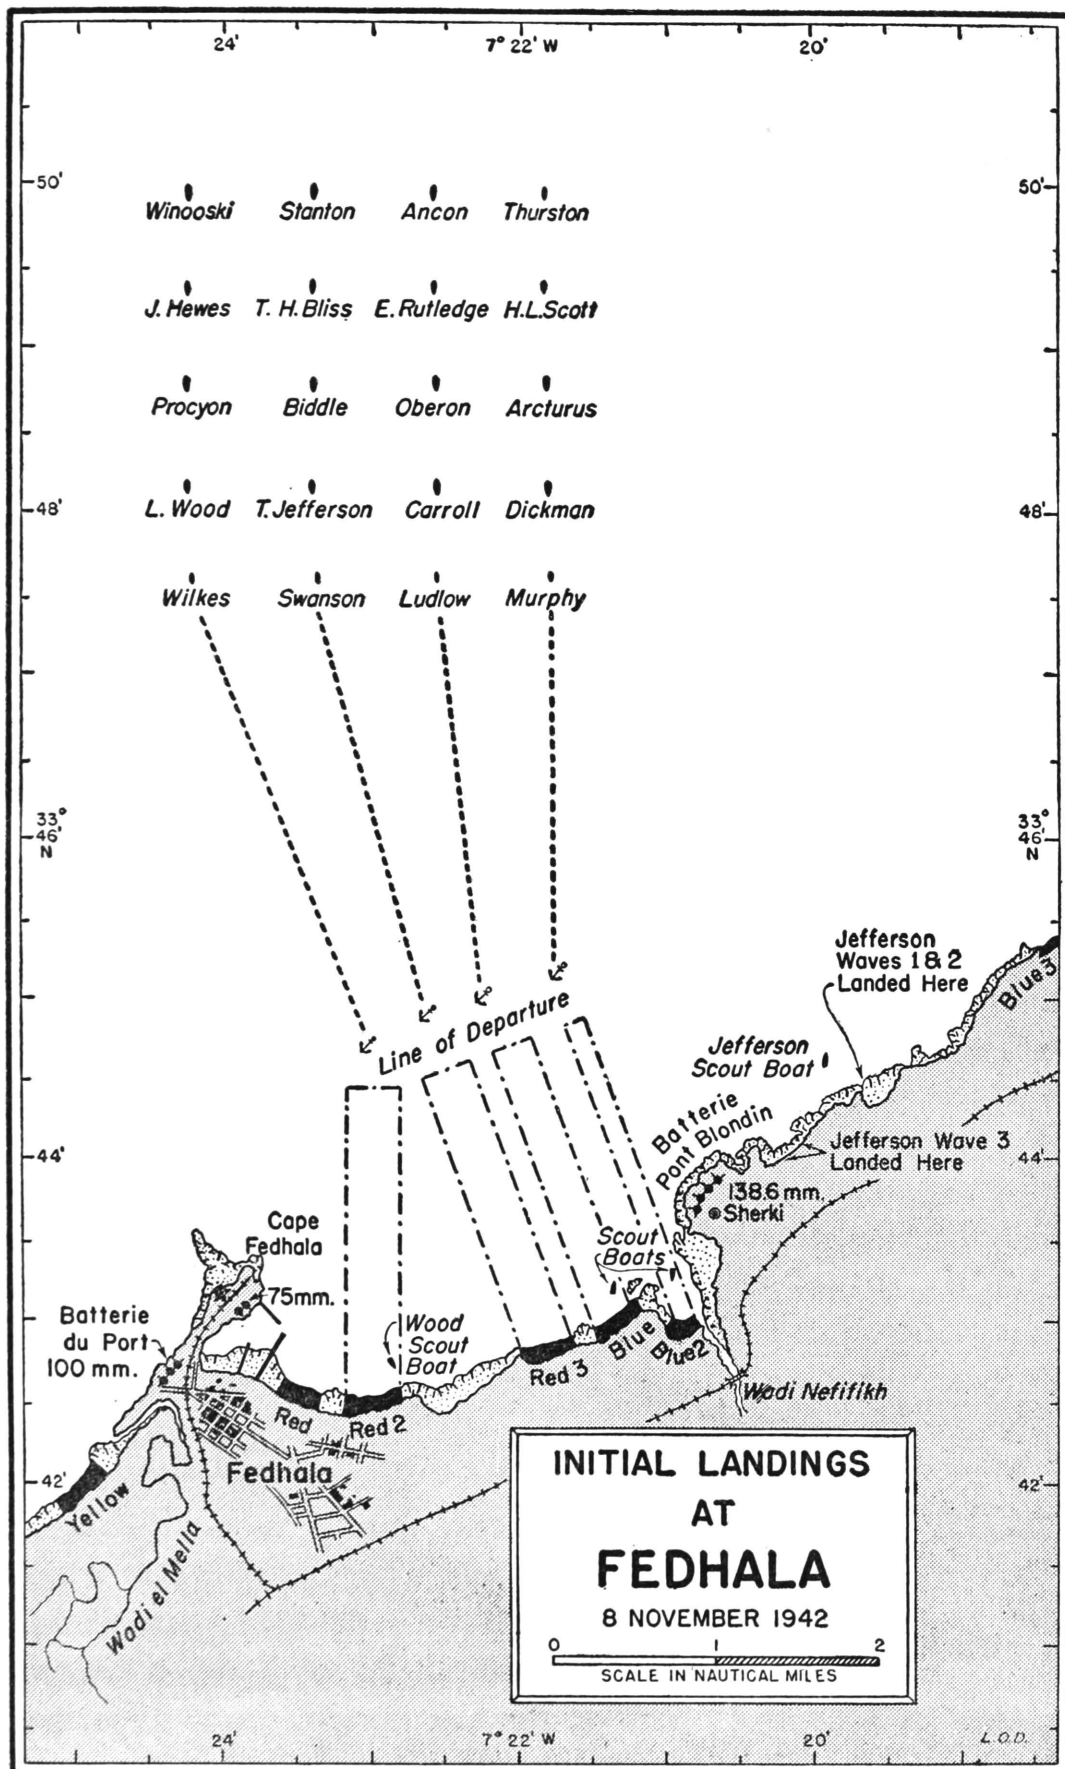 24' 7° 22' W 20'
50' 50'
Winooski Stanton Ancon Thurston
J. Hewes T. H. Bliss E. Rutledge H.L.Scott
Procyon Biddle Oberon Arcturus
48' L. Wood T. Jefferson Carroll Dickman 48'
Wilkes Swanson Ludlow Murphy
33°
46'
N
33°
46'
N
Jefferson
Waves 1 & 2
Landed Here
Blue 3
Line of Departure
Jefferson
Scout Boat
Batterie
Pont Blondin
44' 44'
Jefferson Wave 3
Landed Here
138.6 mm.
Sherki
Cape
Fedhala
75mm.
Scout
Boats
Batterie
du Port
100 mm.
Wood
Scout
Boat
Red Red 2 Red 3 Blue Blue 2
Wadi Nefifikh
Fedhala
42' 42'
Yellow
Wadi el Mella
INITIAL LANDINGS
AT
FEDHALA
8 NOVEMBER 1942
0 1 2
SCALE IN NAUTICAL MILES
24' 7° 22' W 20'
L.O.D.